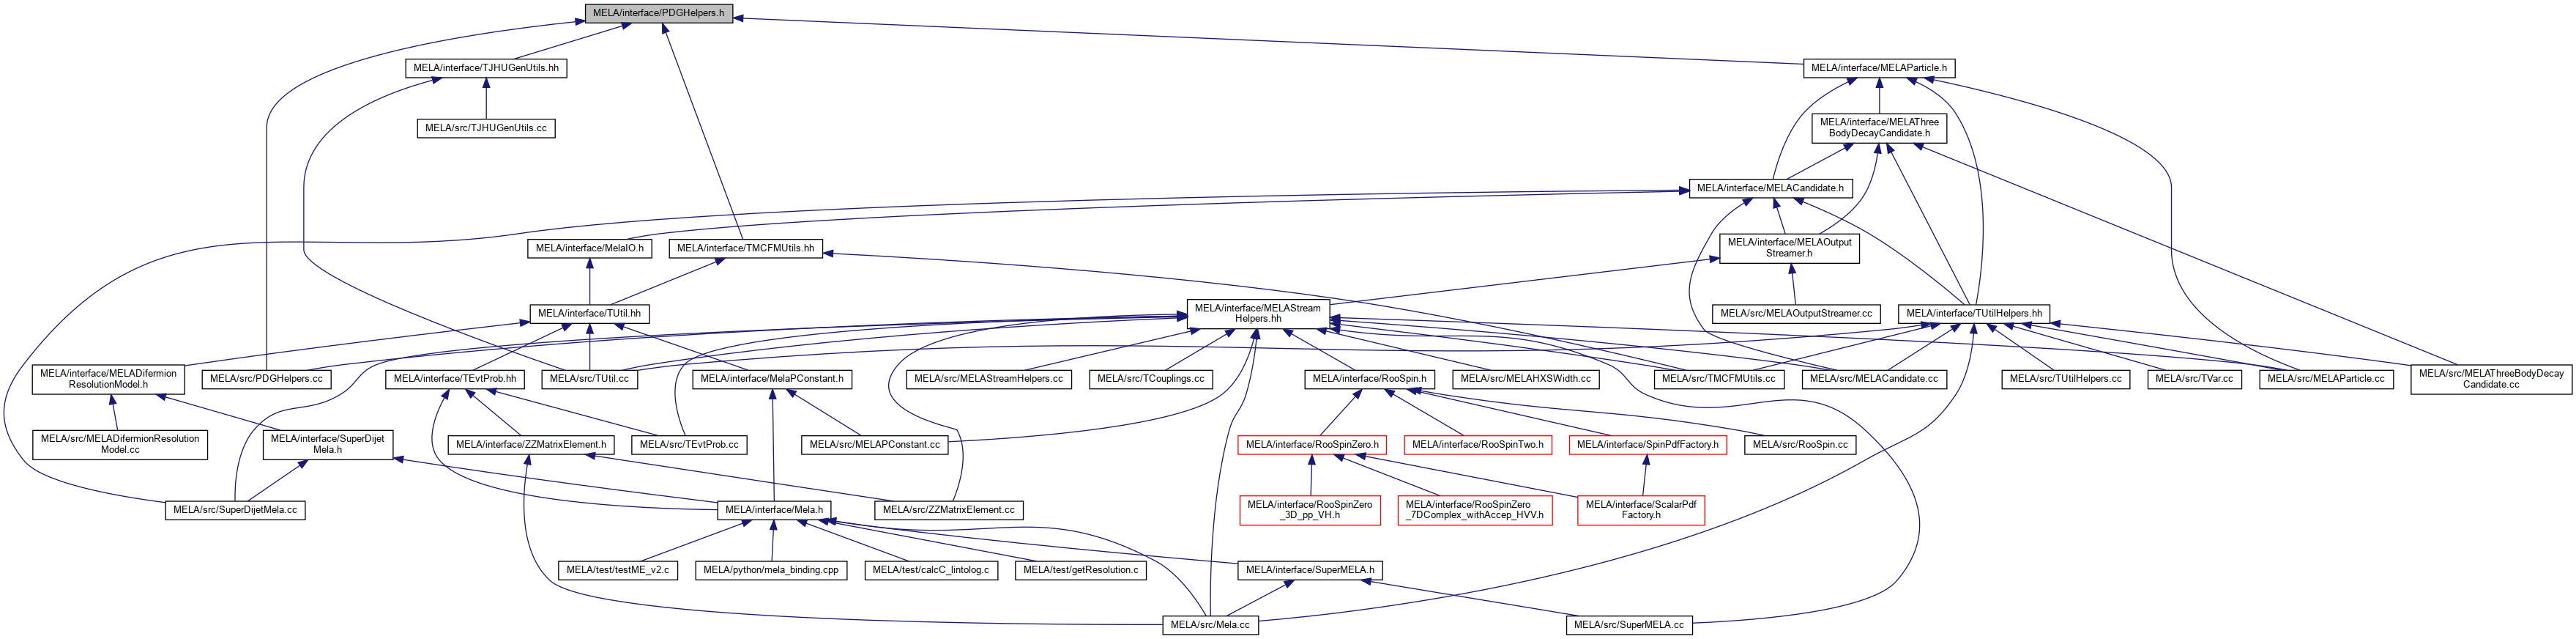 MELA/interface/PDGHelpers.h
MELA/interface/TJHUGenUtils.hh
MELA/interface/MELAParticle.h
MELA/src/TJHUGenUtils.cc
MELA/interface/MELAThree
BodyDecayCandidate.h
MELA/interface/MELACandidate.h
MELA/interface/MelaIO.h
MELA/interface/TMCFMUtils.hh
MELA/interface/MELAOutput
Streamer.h
MELA/interface/TUtil.hh
MELA/interface/MELAStream
Helpers.hh
MELA/src/MELAOutputStreamer.cc
MELA/interface/TUtilHelpers.hh
MELA/interface/MELADifermion
ResolutionModel.h
MELA/src/PDGHelpers.cc
MELA/interface/TEvtProb.hh
MELA/src/TUtil.cc
MELA/interface/MelaPConstant.h
MELA/src/MELAStreamHelpers.cc
MELA/src/TCouplings.cc
MELA/interface/RooSpin.h
MELA/src/MELAHXSWidth.cc
MELA/src/TMCFMUtils.cc
MELA/src/MELACandidate.cc
MELA/src/TUtilHelpers.cc
MELA/src/TVar.cc
MELA/src/MELAParticle.cc
MELA/src/MELAThreeBodyDecay
Candidate.cc
MELA/src/MELADifermionResolution
Model.cc
MELA/interface/SuperDijet
Mela.h
MELA/interface/ZZMatrixElement.h
MELA/src/TEvtProb.cc
MELA/src/MELAPConstant.cc
MELA/interface/RooSpinZero.h
MELA/interface/RooSpinTwo.h
MELA/interface/SpinPdfFactory.h
MELA/src/RooSpin.cc
MELA/src/SuperDijetMela.cc
MELA/interface/Mela.h
MELA/src/ZZMatrixElement.cc
MELA/interface/RooSpinZero
_3D_pp_VH.h
MELA/interface/RooSpinZero
_7DComplex_withAccep_HVV.h
MELA/interface/ScalarPdf
Factory.h
MELA/test/testME_v2.c
MELA/python/mela_binding.cpp
MELA/test/calcC_lintolog.c
MELA/test/getResolution.c
MELA/interface/SuperMELA.h
MELA/src/Mela.cc
MELA/src/SuperMELA.cc